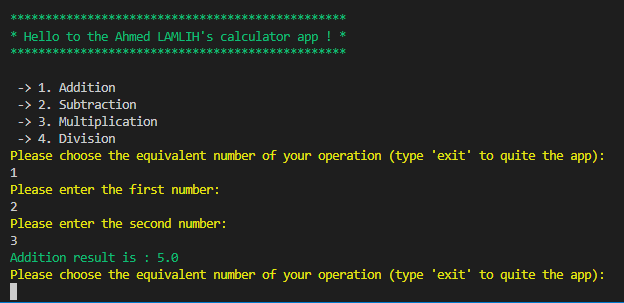 ************************************************
* Hello to the Ahmed LAMLIH's calculator app ! *
************************************************
-> 1. Addition
-> 2. Subtraction
-> 3. Multiplication
-> 4. Division
Please choose the equivalent number of your operation (type 'exit' to quite the app):
1
Please enter the first number:
2
Please enter the second number:
3
Addition result is : 5.0
Please choose the equivalent number of your operation (type 'exit' to quite the app):